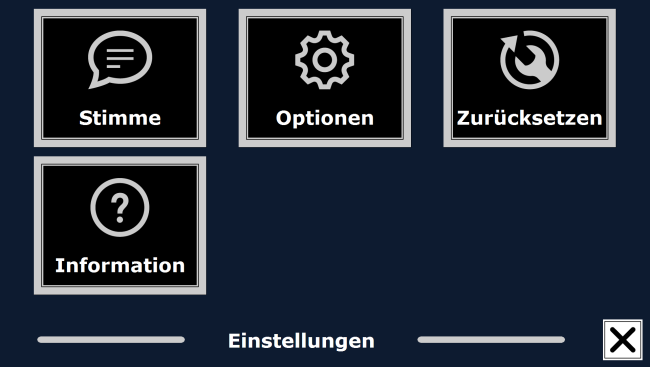 Stimme
Optionen
Zurücksetzen
?
Information
Einstellungen